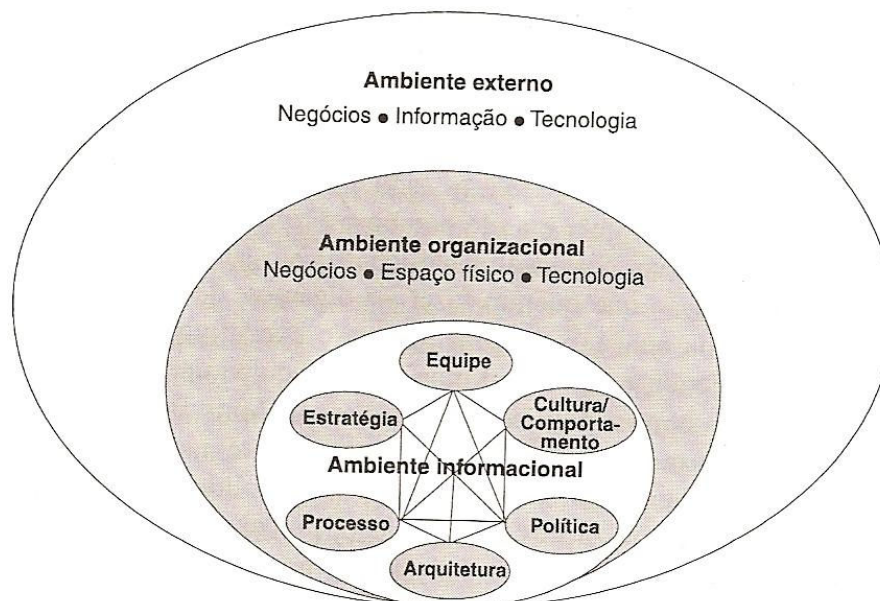 Ambiente externo
Negócios ● Informação ● Tecnologia
Ambiente organizacional
Negócios ● Espaço físico ● Tecnologia
Equipe
Estratégia
Cultura/
Comporta-
mento
Ambiente informacional
Processo
Política
Arquitetura